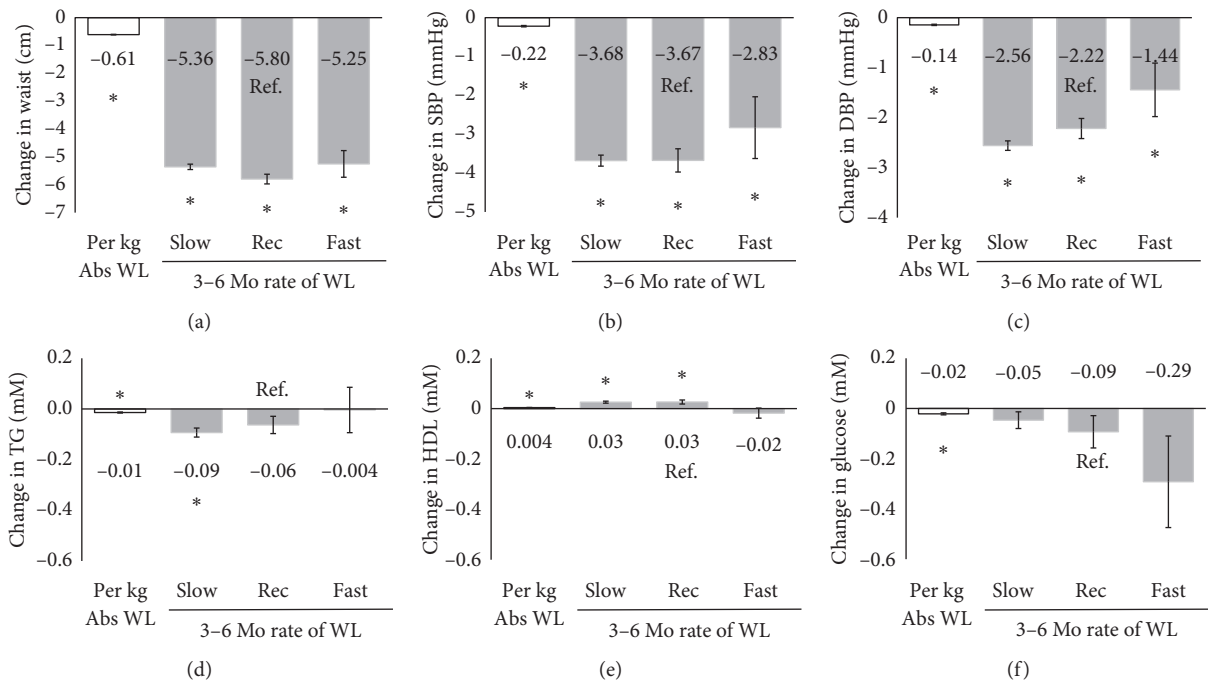 0
−1
−2
−3
−4
−5
−6
−7
Change in waist (cm)
−0.61
−5.36
−5.80
−5.25
Ref.
*
* * *
Per kg
Abs WL
Slow
Rec
Fast
3–6 Mo rate of WL
(a)
0
−1
−2
−3
−4
−5
Change in SBP (mmHg)
−0.22
−3.68
−3.67
−2.83
Ref.
*
* * *
Per kg
Abs WL
Slow
Rec
Fast
3–6 Mo rate of WL
(b)
0
−1
−2
−3
−4
Change in DBP (mmHg)
−0.14
−2.56
−2.22
−1.44
Ref.
*
* * *
Per kg
Abs WL
Slow
Rec
Fast
3–6 Mo rate of WL
(c)
0.2
0.0
−0.2
−0.4
−0.6
Change in TG (mM)
*
Ref.
−0.01
−0.09
−0.06
−0.004
*
Per kg
Abs WL
Slow
Rec
Fast
3–6 Mo rate of WL
(d)
0.2
0
−0.2
−0.4
−0.6
Change in HDL (mM)
* * *
0.004
0.03
0.03
−0.02
Ref.
Per kg
Abs WL
Slow
Rec
Fast
3–6 Mo rate of WL
(e)
0.2
0
−0.2
−0.4
−0.6
Change in glucose (mM)
−0.02
−0.05
−0.09
−0.29
*
Ref.
Per kg
Abs WL
Slow
Rec
Fast
3–6 Mo rate of WL
(f)